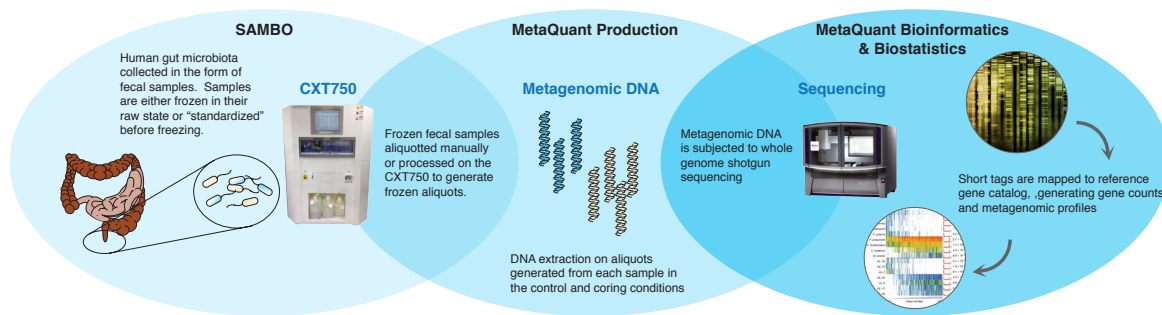 SAMBO
Human gut microbiota
collected in the form of
fecal samples. Samples
are either frozen in their
raw state or “standardized”
before freezing.
CXT750
Frozen fecal samples
aliquotted manually
or processed on the
CXT750 to generate
frozen aliquots.
MetaQuant Production
Metagenomic DNA
DNA extraction on aliquots
generated from each sample in
the control and coring conditions
MetaQuant Bioinformatics
& Biostatistics
Sequencing
Metagenomic DNA
is subjected to whole
genome shotgun
sequencing
Short tags are mapped to reference
gene catalog, ,generating gene counts
and metagenomic profiles